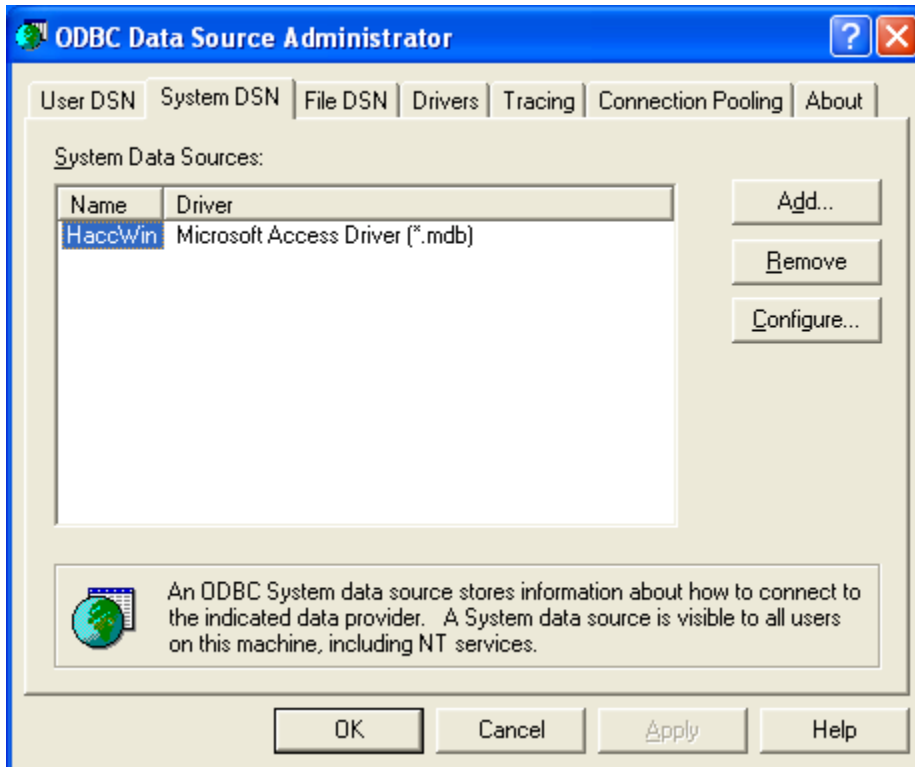 ODBC Data Source Administrator
User DSN System DSN File DSN Drivers Tracing Connection Pooling About
System Data Sources:
Name Driver
HaccWin Microsoft Access Driver (*.mdb)
Add...
Remove
Configure...
An ODBC System data source stores information about how to connect to
the indicated data provider. A System data source is visible to all users
on this machine, including NT services.
OK Cancel Apply Help